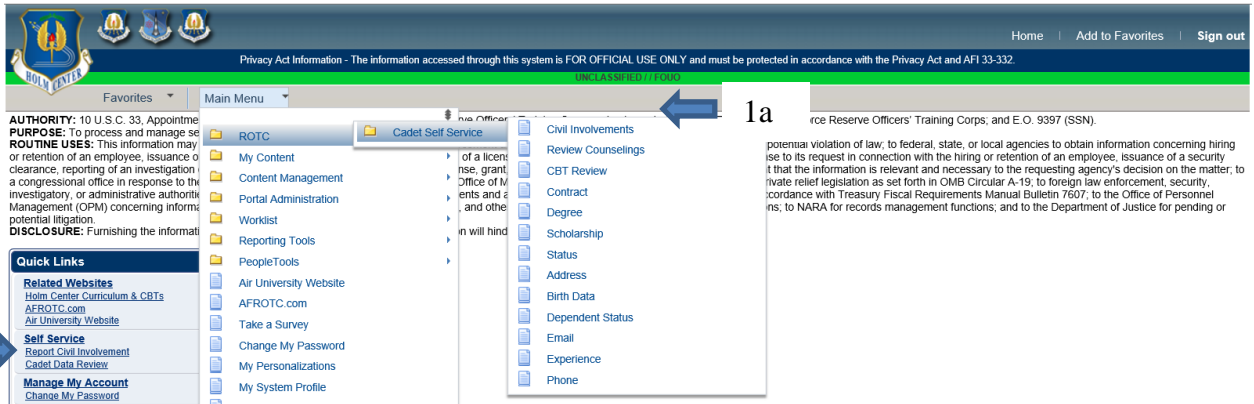 HOLM CENTER
Home | Add to Favorites | Sign out
Privacy Act Information - The information accessed through this system is FOR OFFICIAL USE ONLY and must be protected in accordance with the Privacy Act and AFI 33-332.
UNCLASSIFIED / / FOUO
Favorites Main Menu
1a
AUTHORITY: 10 U.S.C. 33, Appointme
orce Reserve Officers' Training Corps; and E.O. 9397 (SSN).
PURPOSE: To process and manage se
ROUTINE USES: This information may
potential violation of law; to federal, state, or local agencies to obtain information concerning hiring
or retention of an employee, issuance o
of a licens
se to its request in connection with the hiring or retention of an employee, issuance of a security
clearance, reporting of an investigation
nse, grant,
t that the information is relevant and necessary to the requesting agency's decision on the matter; to
a congressional office in response to the
Office of M
rivate relief legislation as set forth in OMB Circular A-19; to foreign law enforcement, security,
investigatory, or administrative authoritie
ents and a
ccordance with Treasury Fiscal Requirements Manual Bulletin 7607; to the Office of Personnel
Management (OPM) concerning informa
, and othe
ns; to NARA for records management functions; and to the Department of Justice for pending or
potential litigation.
DISCLOSURE: Furnishing the informati
n will hind
ROTC
My Content
Content Management
Portal Administration
Worklist
Reporting Tools
PeopleTools
Air University Website
AFROTC.com
Take a Survey
Change My Password
My Personalizations
My System Profile
Cadet Self Service
Civil Involvements
Review Counselings
CBT Review
Contract
Degree
Scholarship
Status
Address
Birth Data
Dependent Status
Email
Experience
Phone
Quick Links
Related Websites
Holm Center Curriculum & CBTs
AFROTC.com
Air University Website
Self Service
Report Civil Involvement
Cadet Data Review
Manage My Account
Change My Password